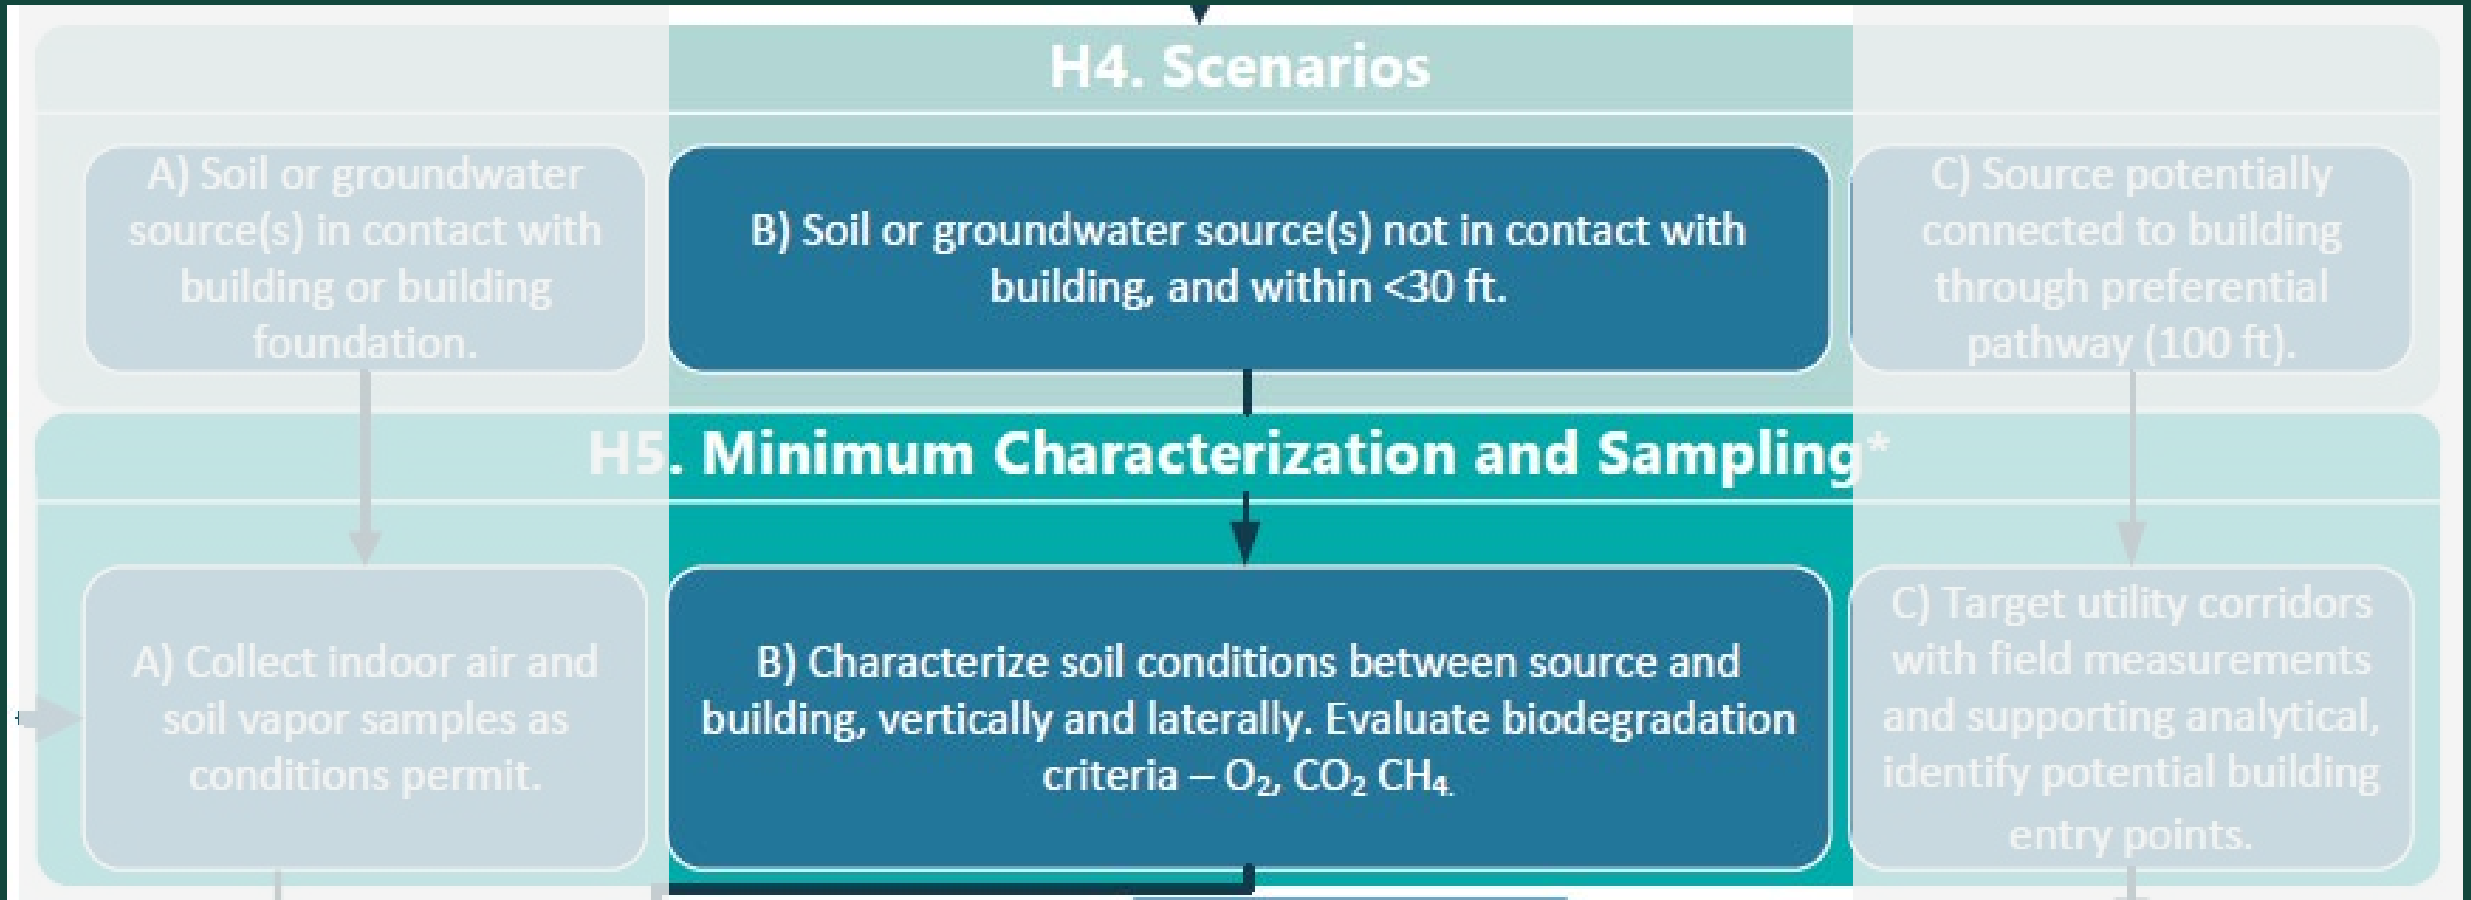 H4. Scenarios
A) Soil or groundwater
source(s) in contact with
building or building
foundation.
B) Soil or groundwater source(s) not in contact with
building, and within <30 ft.
C) Source potentially
connected to building
through preferential
pathway (100 ft).
H5. Minimum Characterization and Sampling*
A) Collect indoor air and
soil vapor samples as
conditions permit.
B) Characterize soil conditions between source and
building, vertically and laterally. Evaluate biodegradation
criteria – O₂, CO₂ CH₄.
C) Target utility corridors
with field measurements
and supporting analytical,
identify potential building
entry points.